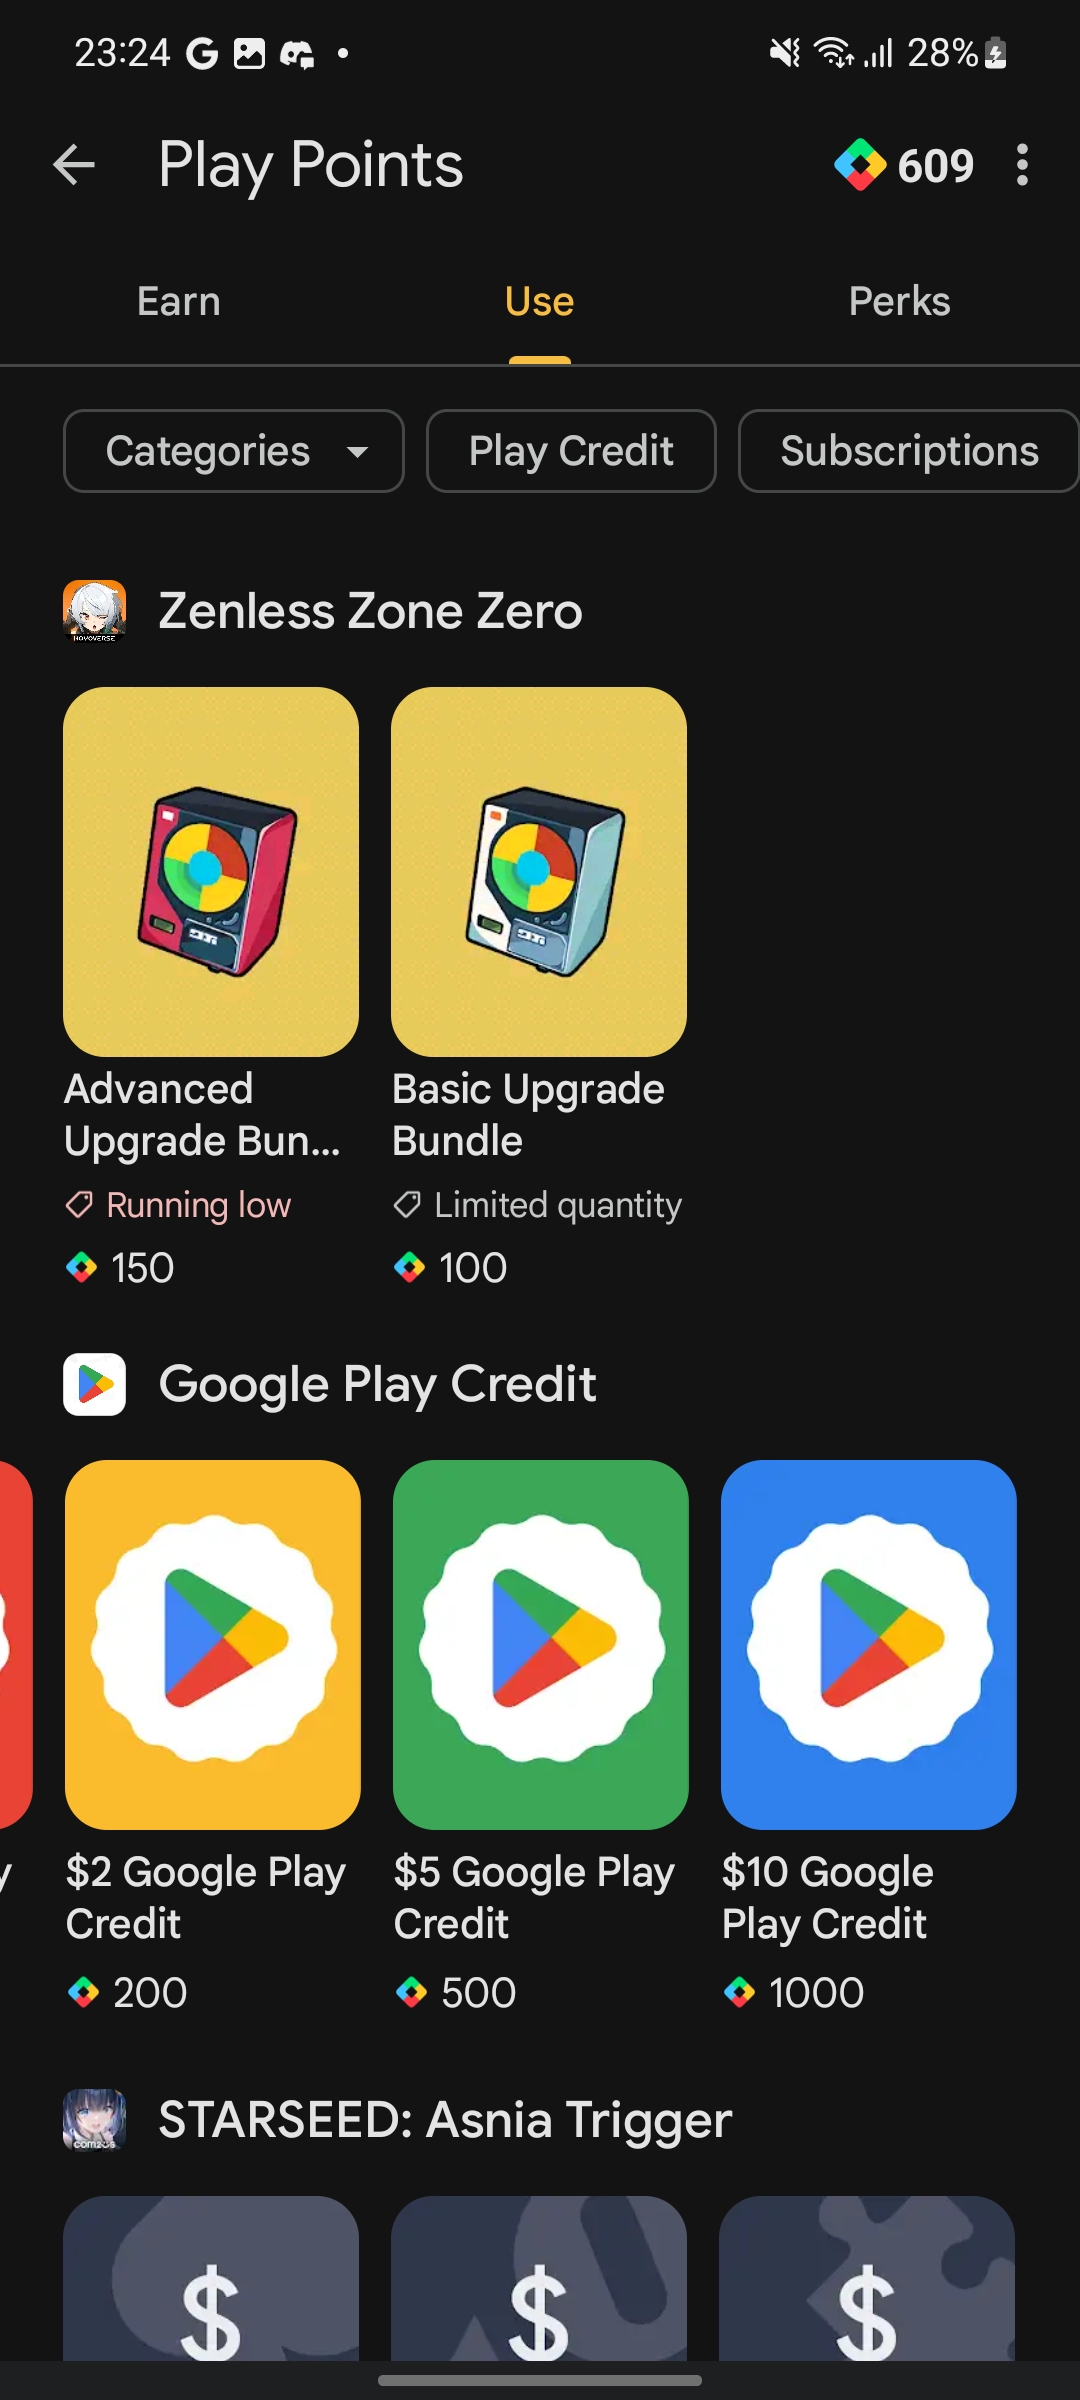 23:24
28%
Play Points
609
Earn
Use
Perks
Categories
Play Credit
Subscriptions
HOYOVERSE
Zenless Zone Zero
Advanced
Upgrade Bun...
Running low
150
Basic Upgrade
Bundle
Limited quantity
100
Google Play Credit
y
$2 Google Play
Credit
200
$5 Google Play
Credit
500
$10 Google
Play Credit
1000
COM2US
STARSEED: Asnia Trigger
$
$
$